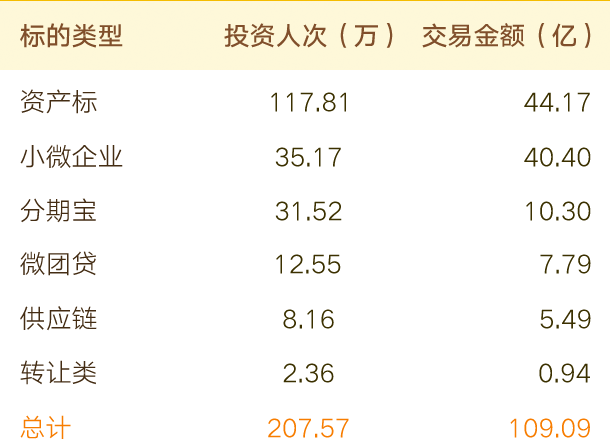 标的类型 投资人次（万） 交易金额（亿）
资产标 117.81 44.17
小微企业 35.17 40.40
分期宝 31.52 10.30
微团贷 12.55 7.79
供应链 8.16 5.49
转让类 2.36 0.94
总计 207.57 109.09